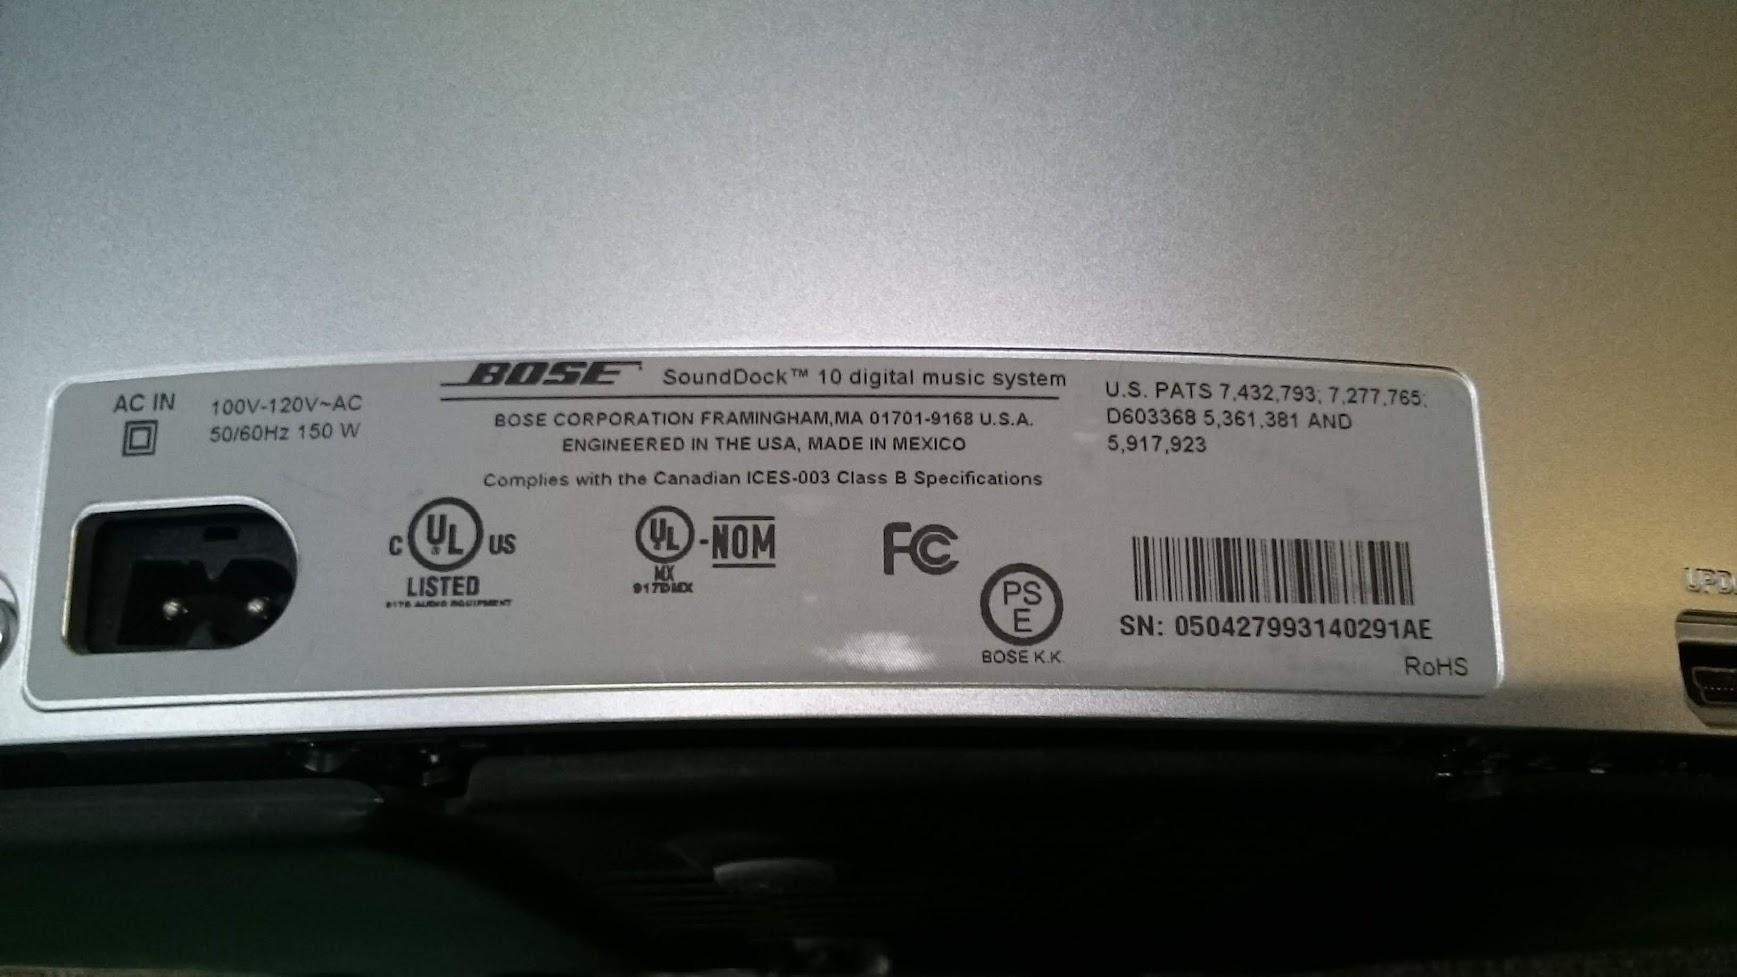 BOSE SoundDock™ 10 digital music system
BOSE CORPORATION FRAMINGHAM,MA 01701-9168 U.S.A.
ENGINEERED IN THE USA, MADE IN MEXICO
Complies with the Canadian ICES-003 Class B Specifications
AC IN
100V-120V~AC
50/60Hz 150 W
U.S. PATS 7,432,793; 7,277,765;
D603368 5,361,381 AND
5,917,923
C UL® US
LISTED
917D AUDIO EQUIPMENT
UL-NOM
MX
917DMX
FC
PS
E
BOSE K.K.
SN: 050427993140291AE
RoHS